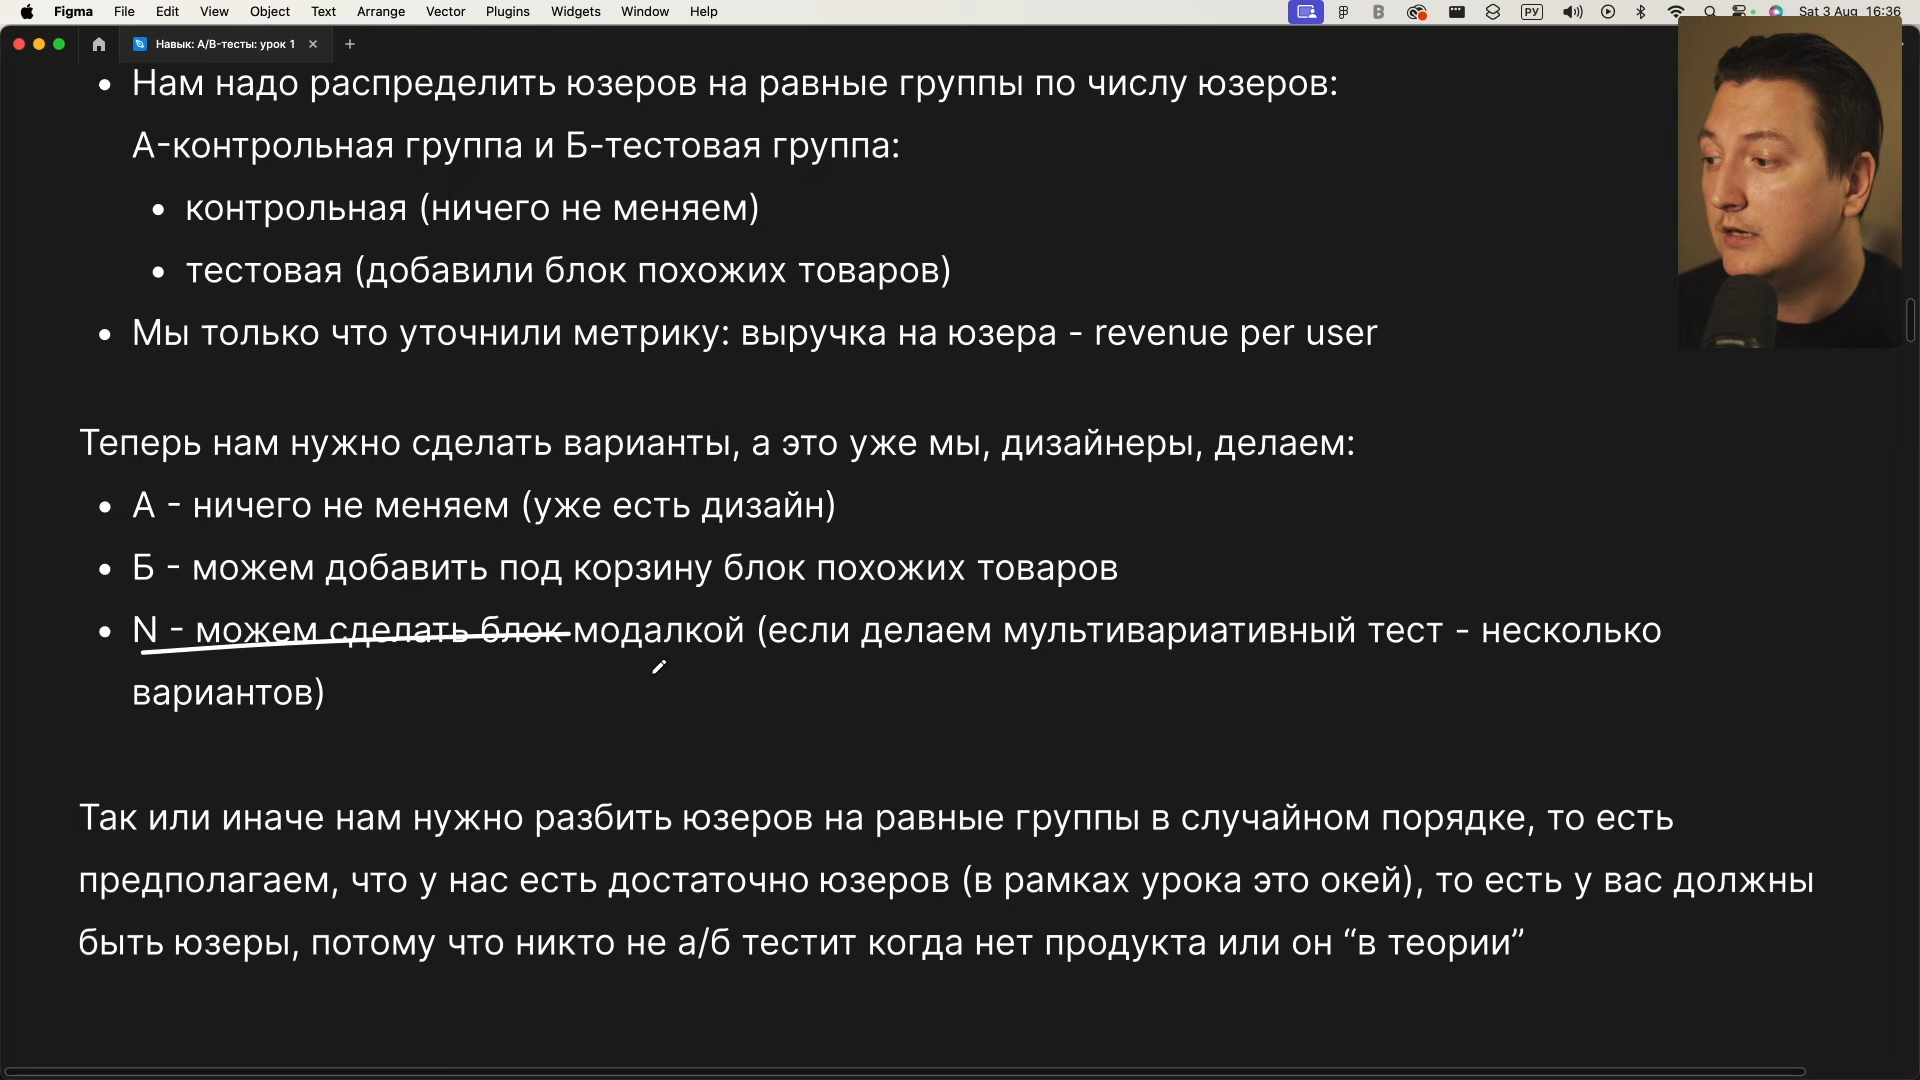 Figma File Edit View Object Text Arrange Vector Plugins Widgets Window Help РУ Sat 3 Aug 16:36
Навык: A/B-тесты: урок 1
Нам надо распределить юзеров на равные группы по числу юзеров:
А-контрольная группа и Б-тестовая группа:
контрольная (ничего не меняем)
тестовая (добавили блок похожих товаров)
Мы только что уточнили метрику: выручка на юзера - revenue per user
Теперь нам нужно сделать варианты, а это уже мы, дизайнеры, делаем:
А - ничего не меняем (уже есть дизайн)
Б - можем добавить под корзину блок похожих товаров
N - можем сделать блок модалкой (если делаем мультивариативный тест - несколько
вариантов)
Так или иначе нам нужно разбить юзеров на равные группы в случайном порядке, то есть
предполагаем, что у нас есть достаточно юзеров (в рамках урока это окей), то есть у вас должны
быть юзеры, потому что никто не а/б тестит когда нет продукта или он “в теории”